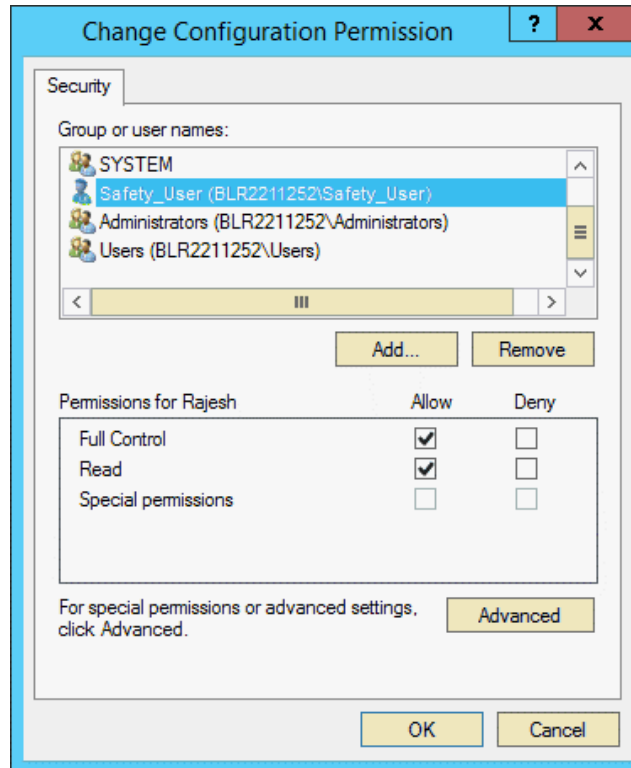 Change Configuration Permission
? x
Security
Group or user names:
SYSTEM
Safety_User (BLR2211252\Safety_User)
Administrators (BLR2211252\Administrators)
Users (BLR2211252\Users)
Add... Remove
Permissions for Rajesh Allow Deny
Full Control
Read
Special permissions
For special permissions or advanced settings,
click Advanced.
Advanced
OK Cancel